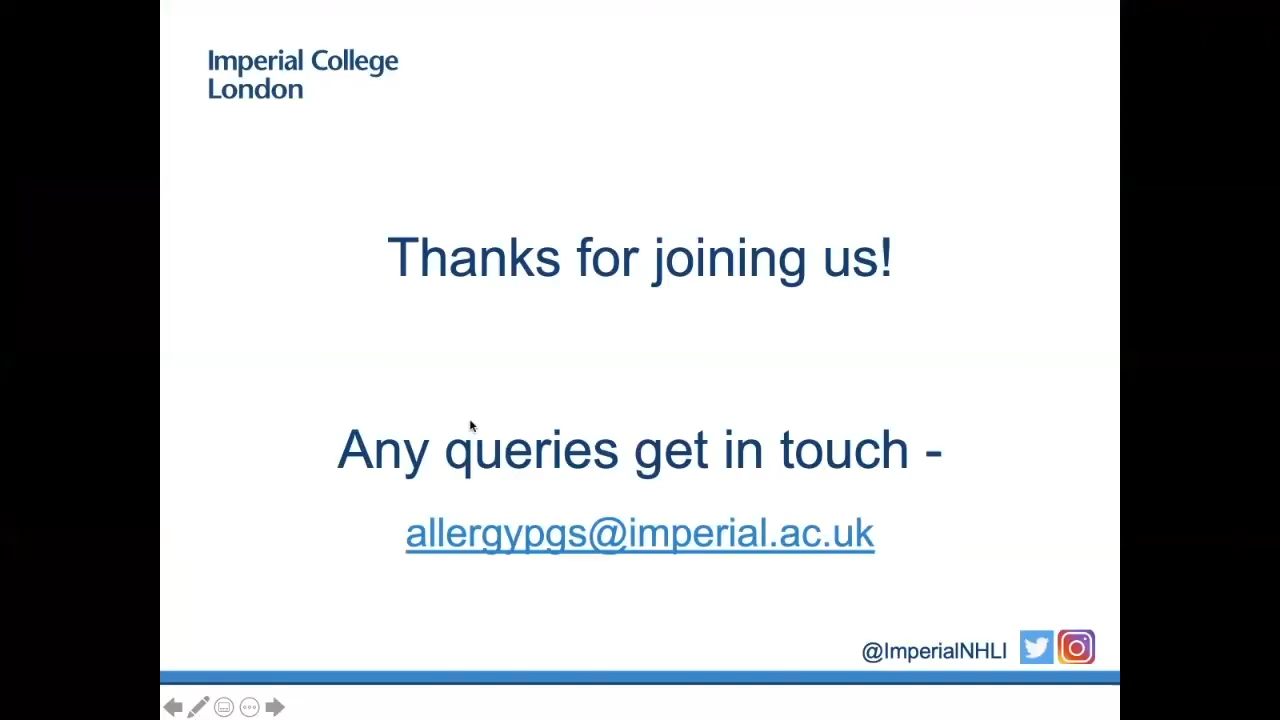 Imperial College
London
Thanks for joining us!
Any queries get in touch -
allergypgs@imperial.ac.uk
@ImperialNHLI